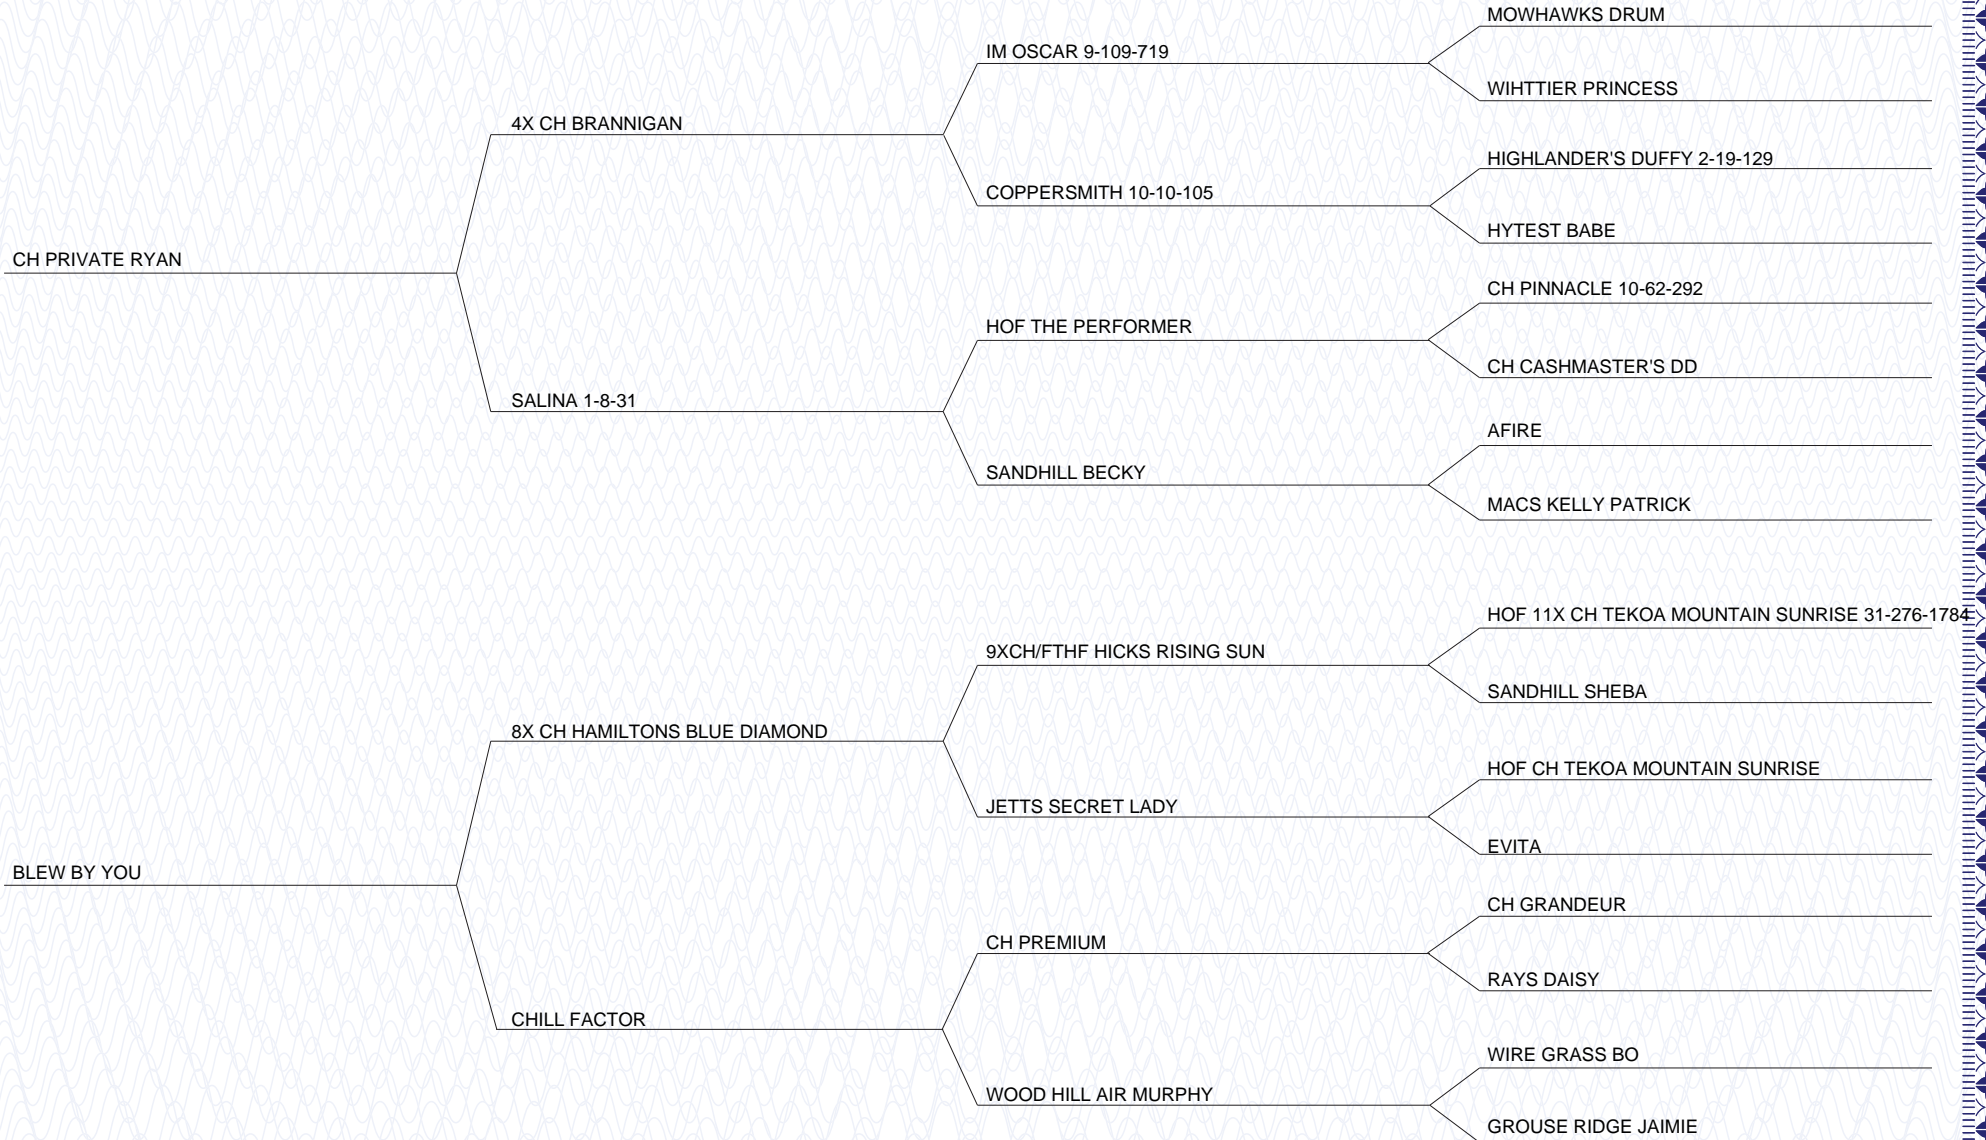 MOWHAWKS DRUM
IM OSCAR 9-109-719
WIHTTIER PRINCESS
4X CH BRANNIGAN
HIGHLANDER'S DUFFY 2-19-129
COPPERSMITH 10-10-105
HYTEST BABE
CH PRIVATE RYAN
CH PINNACLE 10-62-292
HOF THE PERFORMER
CH CASHMASTER'S DD
SALINA 1-8-31
AFIRE
SANDHILL BECKY
MACS KELLY PATRICK
HOF 11X CH TEKOA MOUNTAIN SUNRISE 31-276-1784
9XCH/FTHF HICKS RISING SUN
SANDHILL SHEBA
8X CH HAMILTONS BLUE DIAMOND
HOF CH TEKOA MOUNTAIN SUNRISE
JETTS SECRET LADY
EVITA
BLEW BY YOU
CH GRANDEUR
CH PREMIUM
RAYS DAISY
CHILL FACTOR
WIRE GRASS BO
WOOD HILL AIR MURPHY
GROUSE RIDGE JAIMIE